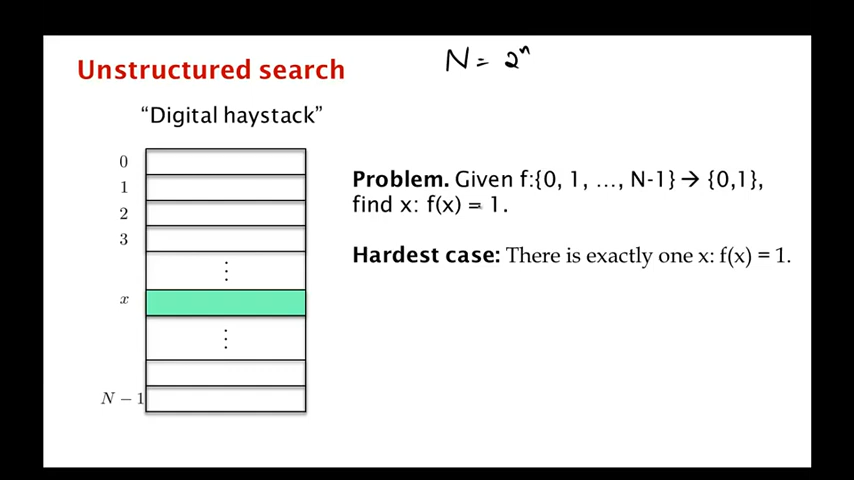 Unstructured search
N = 2ⁿ
“Digital haystack”
0
1
2
3
⋮
x
⋮
N − 1
Problem. Given f:{0, 1, …, N-1} → {0,1},
find x: f(x) = 1.
Hardest case: There is exactly one x: f(x) = 1.